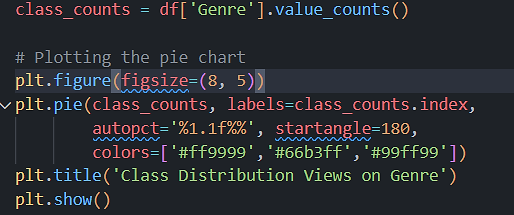 class_counts = df['Genre'].value_counts()
# Plotting the pie chart
plt.figure(figsize=(8, 5))
plt.pie(class_counts, labels=class_counts.index,
autopct='%1.1f%%', startangle=180,
colors=['#ff9999','#66b3ff','#99ff99'])
plt.title('Class Distribution Views on Genre')
plt.show()